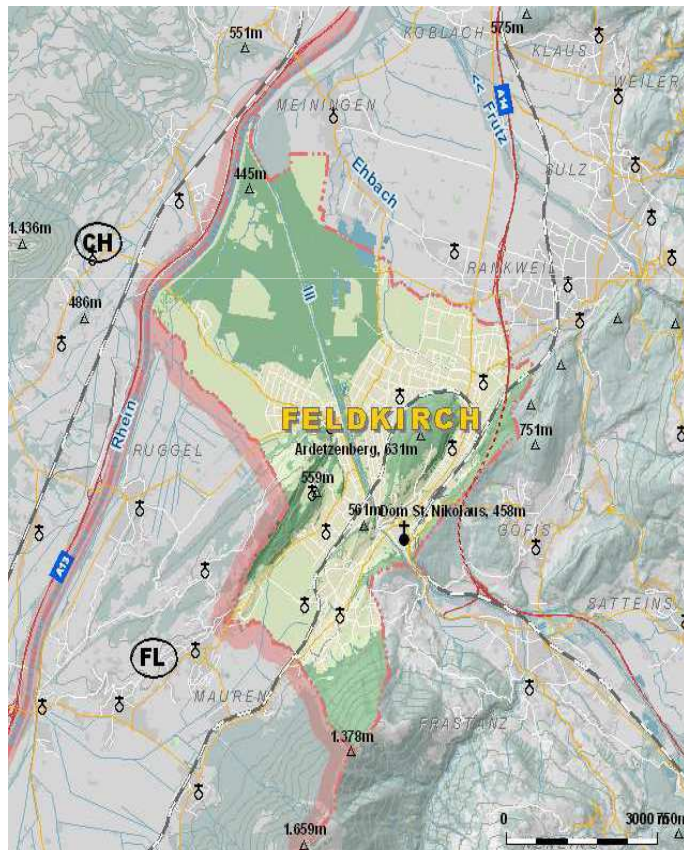 551m
KOBLACH
575m
KLAUS
WEILER
MEININGEN
A14
<< Frutz
Ehbach
SULZ
445m
1.436m
CH
RANKWEIL
486m
Ill
Rhein
FELDKIRCH
RUGGEL
Ardetzenberg, 631m
751m
559m
561m
Dom St. Nikolaus, 458m
GÖFIS
A13
SATTEINS
FL
MAUREN
FRASTANZ
1.378m
1.659m
0
3000 m
750m